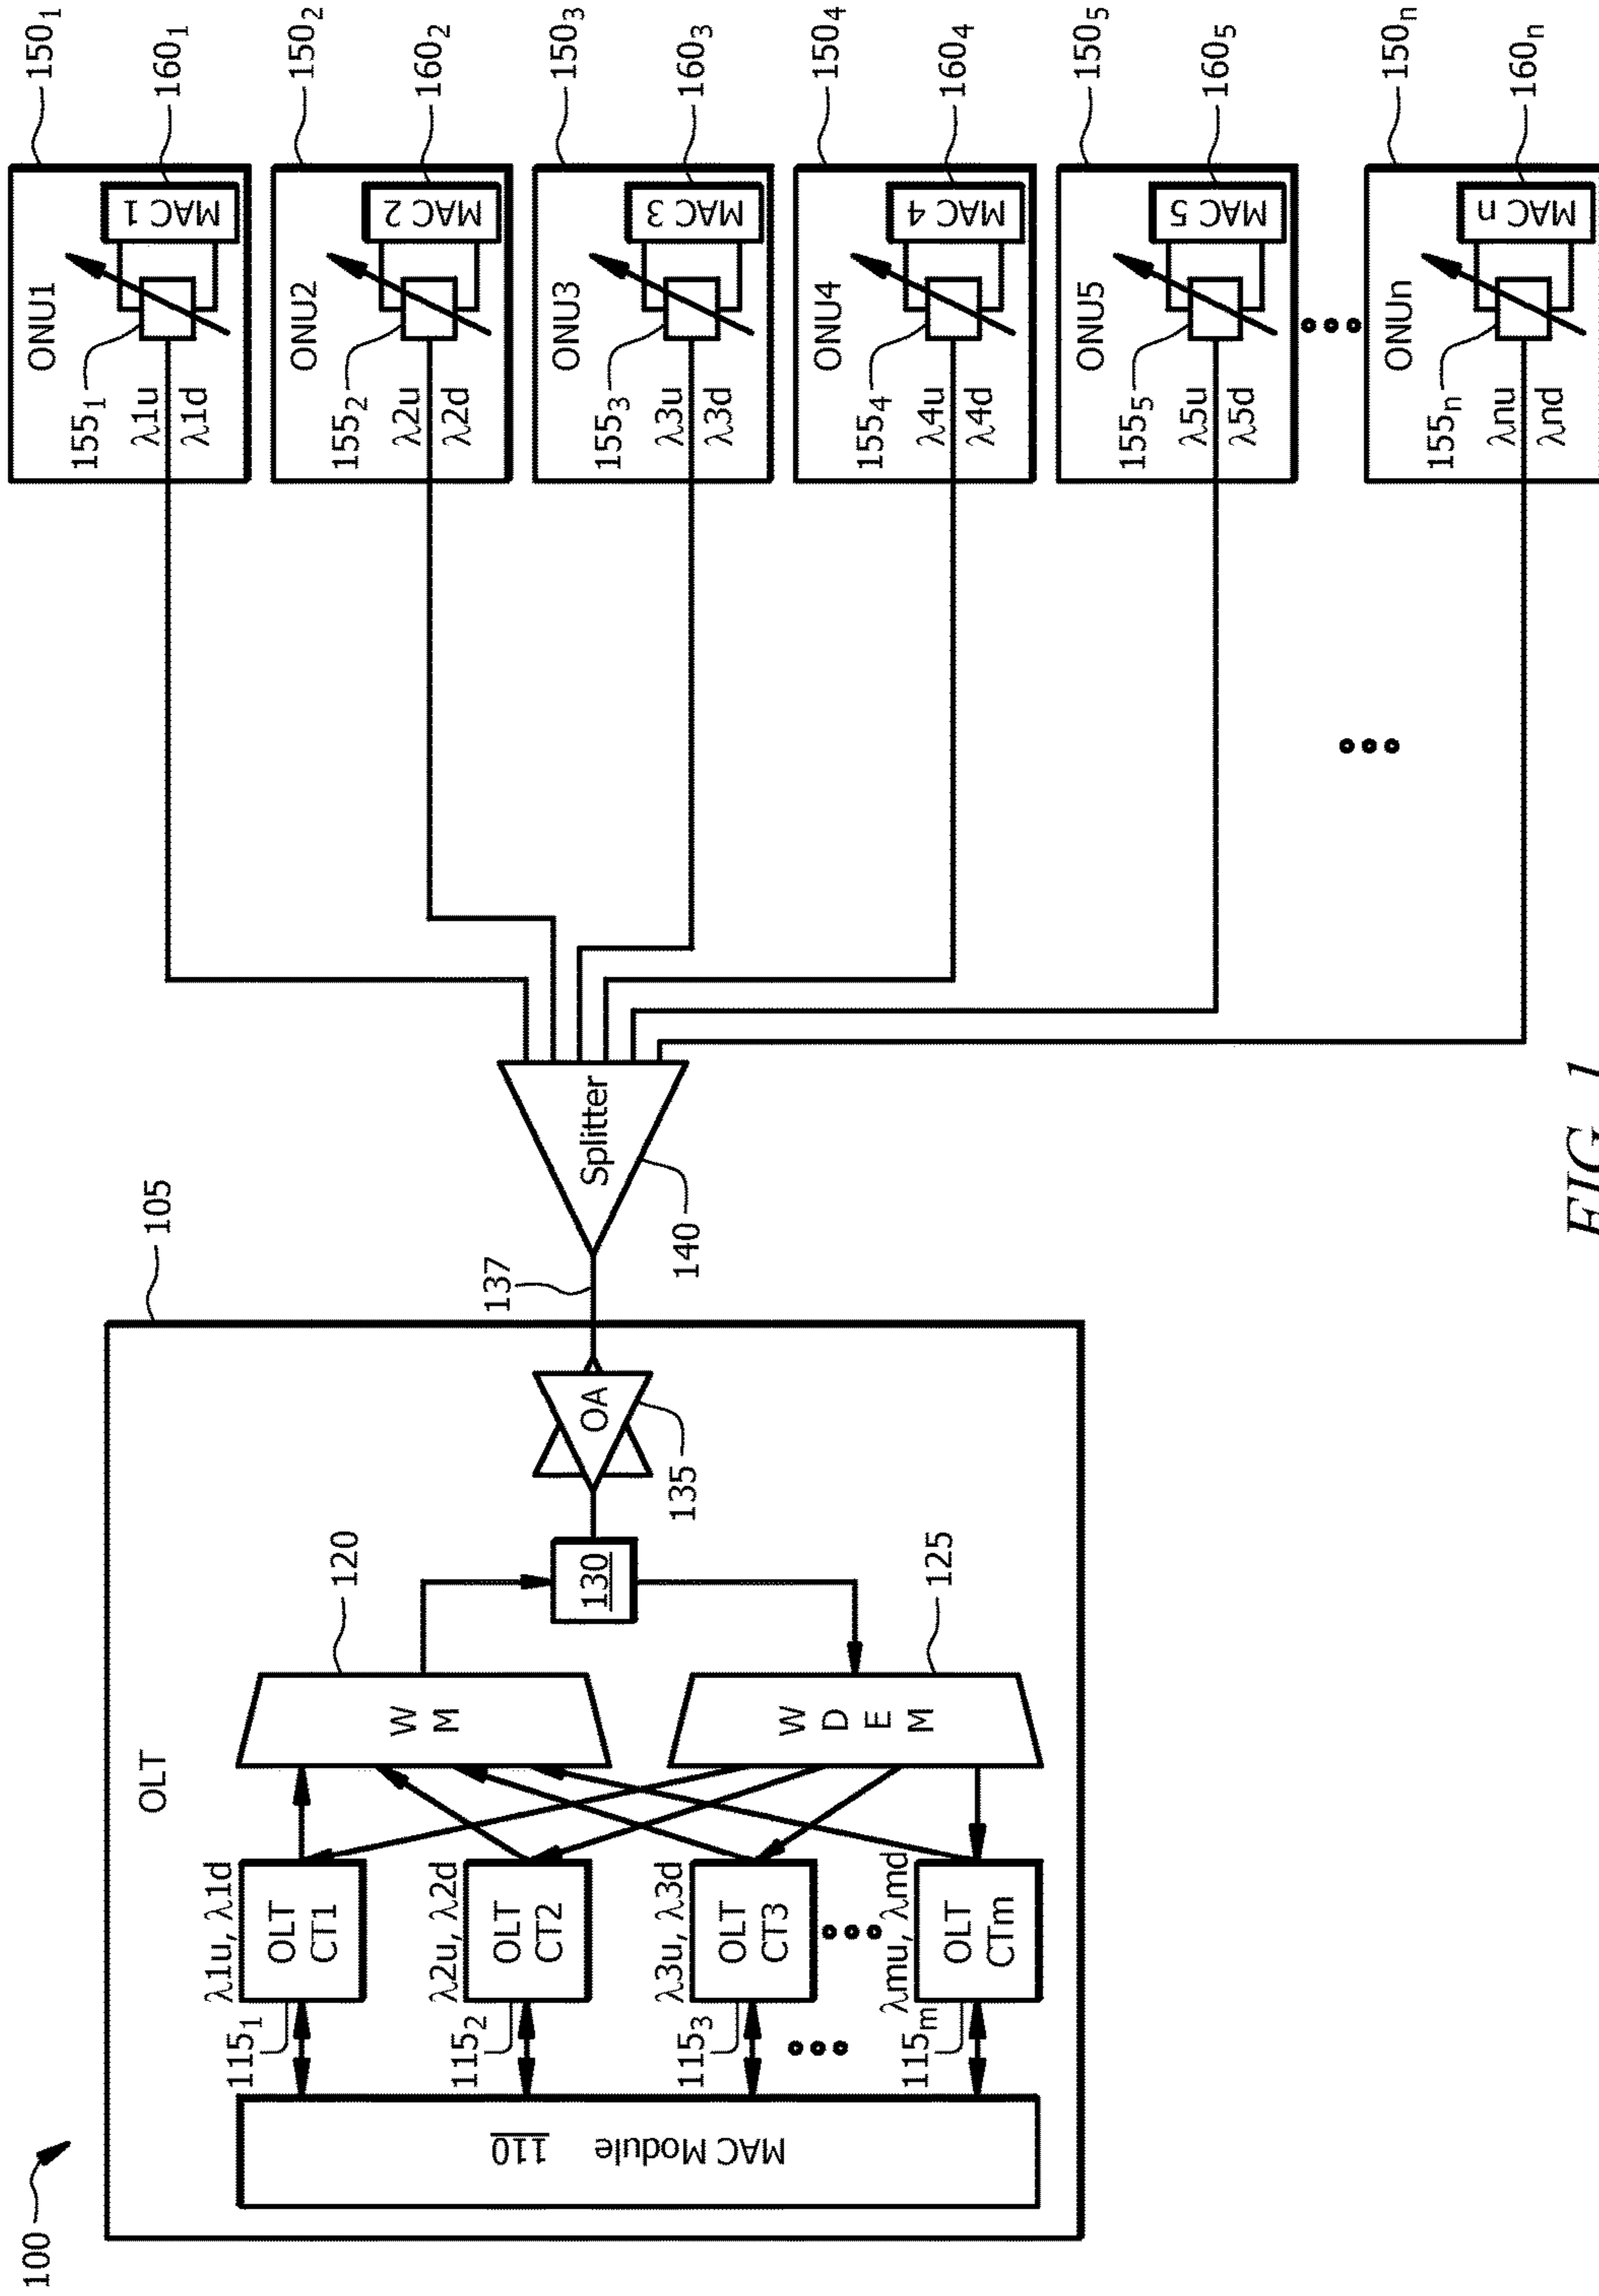 100
105
OLT
MAC Module 110
115₁
λ1u, λ1d
OLT
CT1
115₂
λ2u, λ2d
OLT
CT2
115₃
λ3u, λ3d
OLT
CT3
115ₘ
λmu, λmd
OLT
CTm
120
W
M
125
W
D
E
M
130
OA
135
137
Splitter
140
150₁
ONU1
155₁
λ1u
λ1d
MAC 1
160₁
150₂
ONU2
155₂
λ2u
λ2d
MAC 2
160₂
150₃
ONU3
155₃
λ3u
λ3d
MAC 3
160₃
150₄
ONU4
155₄
λ4u
λ4d
MAC 4
160₄
150₅
ONU5
155₅
λ5u
λ5d
MAC 5
160₅
150ₙ
ONUn
155ₙ
λnu
λnd
MAC n
160ₙ
FIG. 1